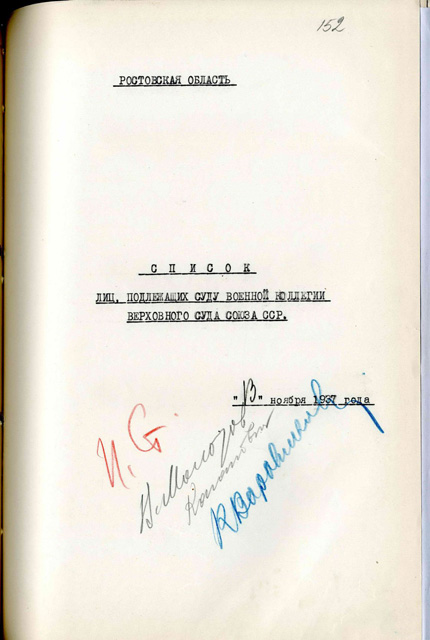 152
РОСТОВСКАЯ ОБЛАСТЬ
С П И С О К
ЛИЦ, ПОДЛЕЖАЩИХ СУДУ ВОЕННОЙ КОЛЛЕГИИ
ВЕРХОВНОГО СУДА СОЮЗА ССР.
"13" ноября 1937 года
И. Ст.
В. Молотов
Каганович
К Ворошилов